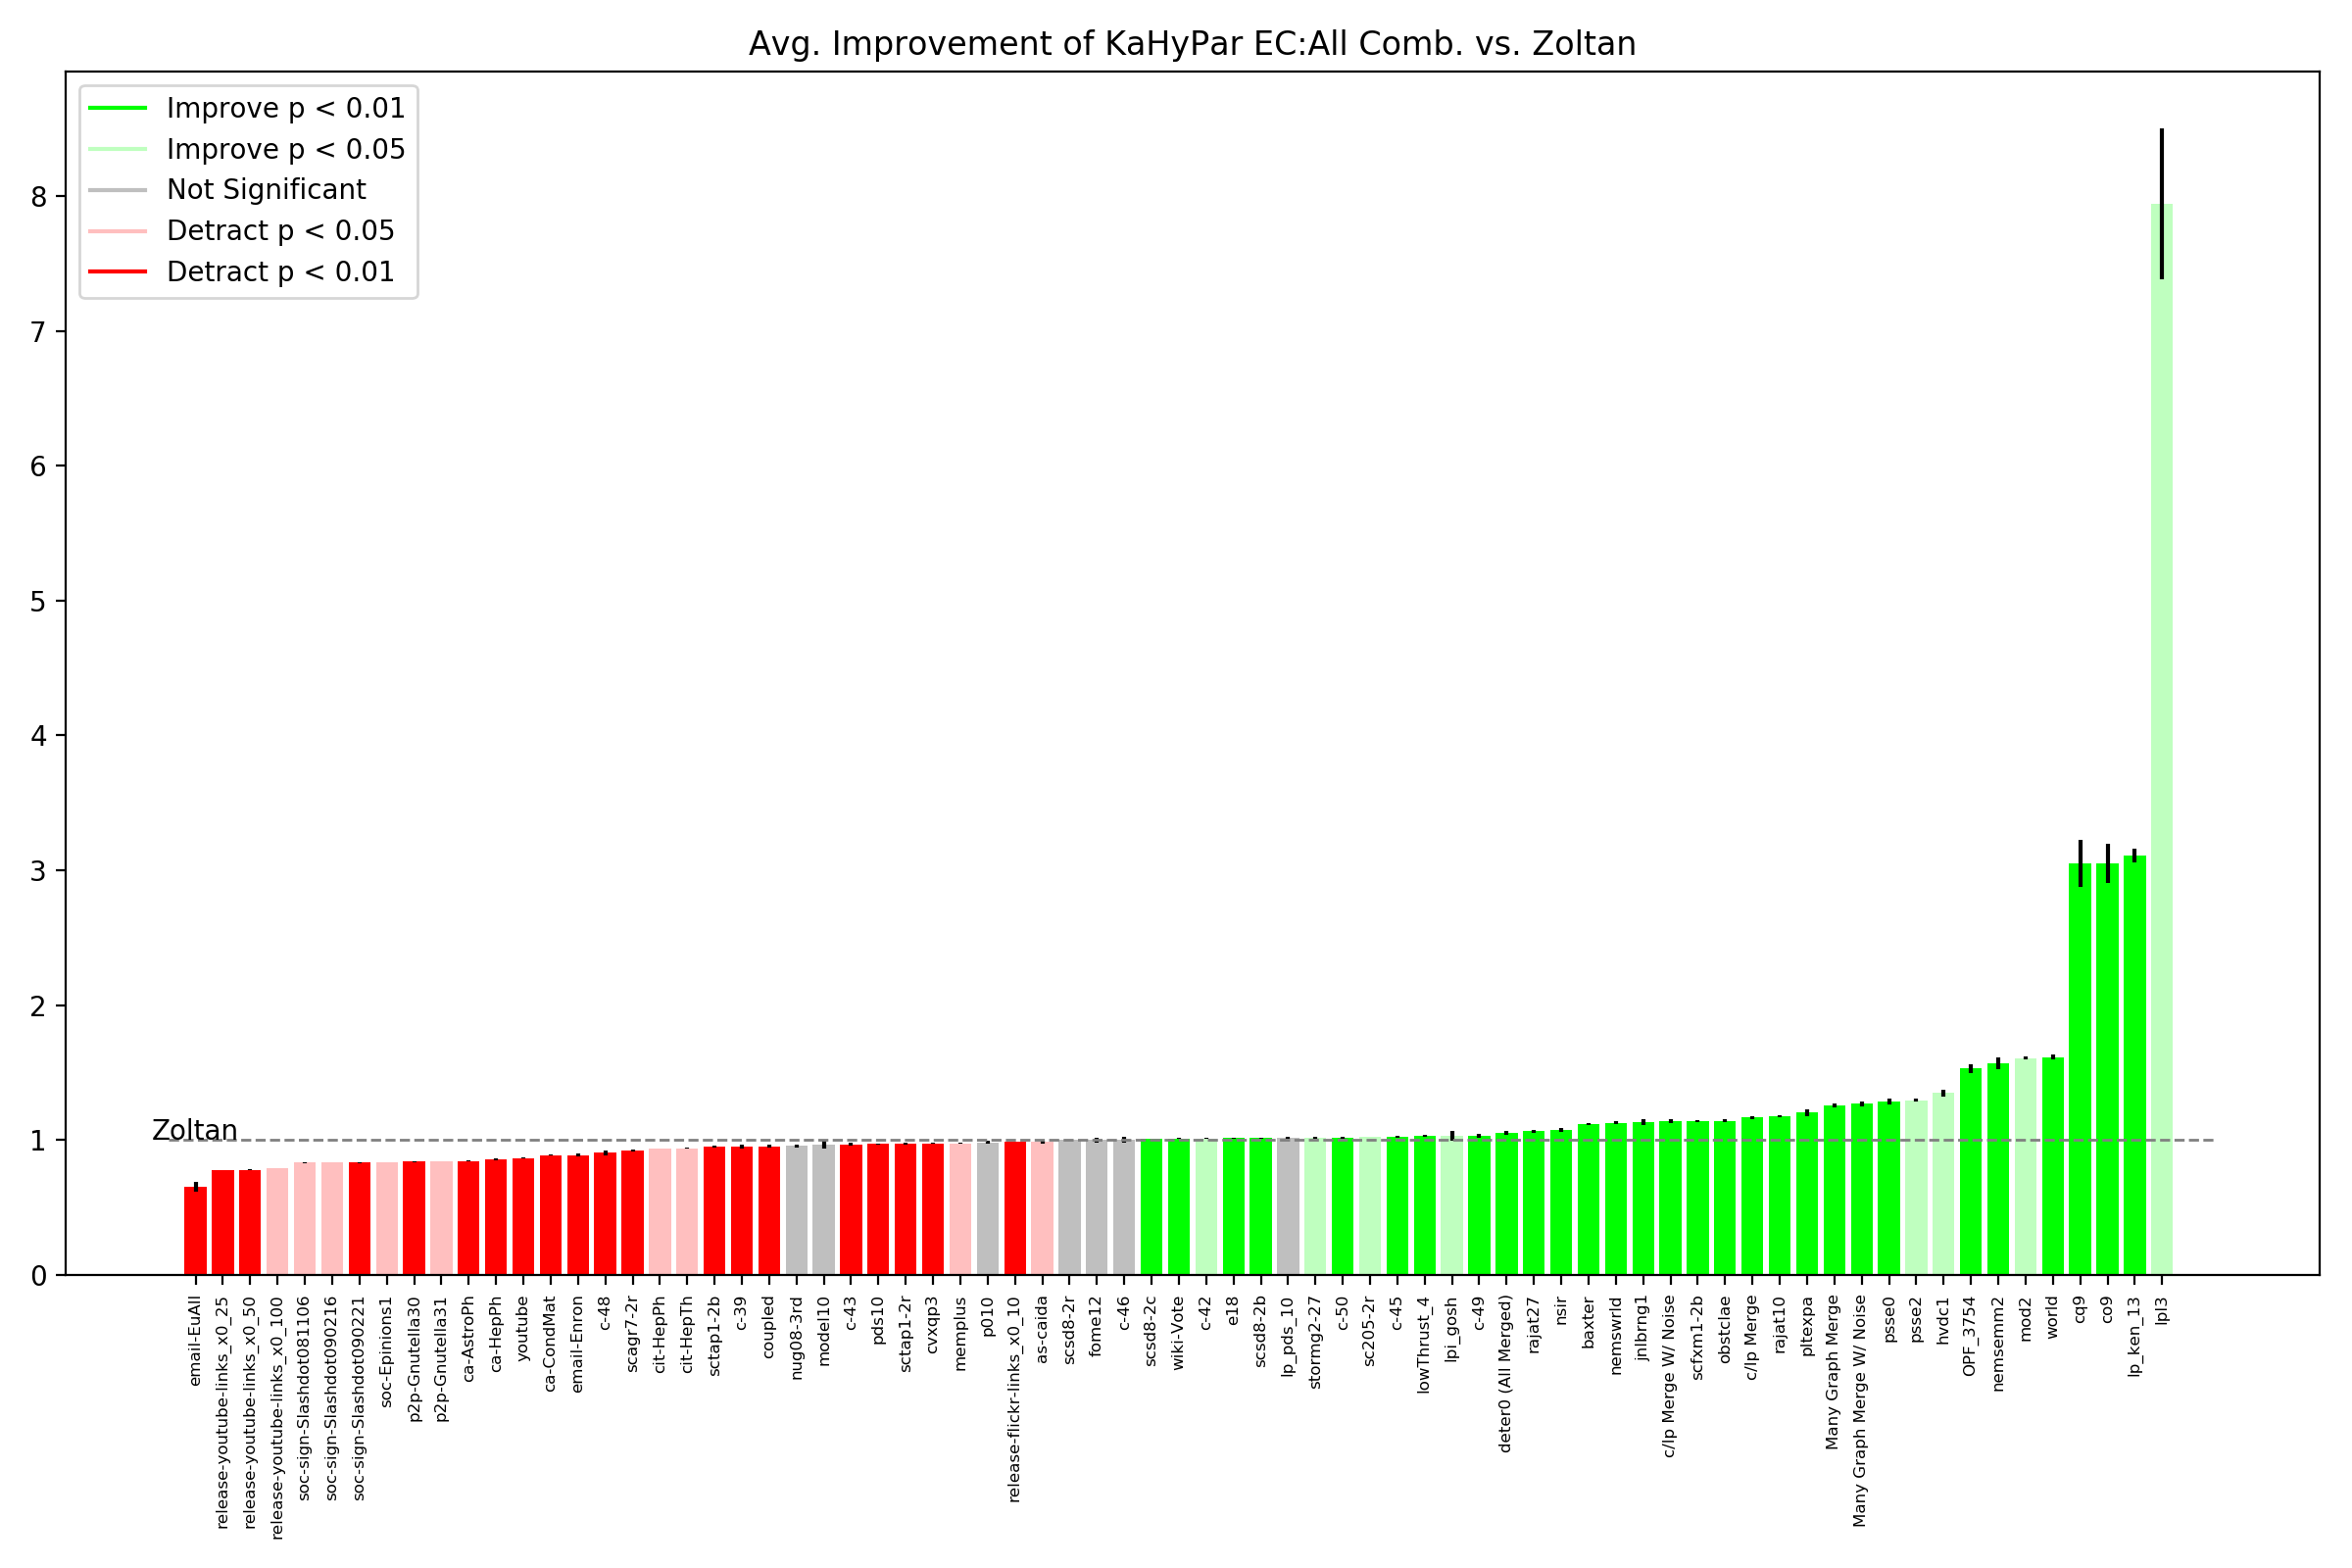 Avg. Improvement of KaHyPar EC:All Comb. vs. Zoltan
Improve p < 0.01
Improve p < 0.05
Not Significant
Detract p < 0.05
Detract p < 0.01
8
7
6
5
4
3
2
1
0
Zoltan
email-EuAll
release-youtube-links_x0_25
release-youtube-links_x0_50
release-youtube-links_x0_100
soc-sign-Slashdot081106
soc-sign-Slashdot090216
soc-sign-Slashdot090221
soc-Epinions1
p2p-Gnutella30
p2p-Gnutella31
ca-AstroPh
ca-HepPh
youtube
ca-CondMat
email-Enron
c-48
scagr7-2r
cit-HepPh
cit-HepTh
sctap1-2b
c-39
coupled
nug08-3rd
model10
c-43
pds10
sctap1-2r
cvxqp3
memplus
p010
release-flickr-links_x0_10
as-caida
scsd8-2r
fome12
c-46
scsd8-2c
wiki-Vote
c-42
e18
scsd8-2b
lp_pds_10
stormg2-27
c-50
sc205-2r
c-45
lowThrust_4
lpi_gosh
c-49
deter0 (All Merged)
rajat27
nsir
baxter
nemswrld
jnlbrng1
c/lp Merge W/ Noise
scfxm1-2b
obstclae
c/lp Merge
rajat10
pltexpa
Many Graph Merge
Many Graph Merge W/ Noise
psse0
psse2
hvdc1
OPF_3754
nemsemm2
mod2
world
cq9
co9
lp_ken_13
lpl3